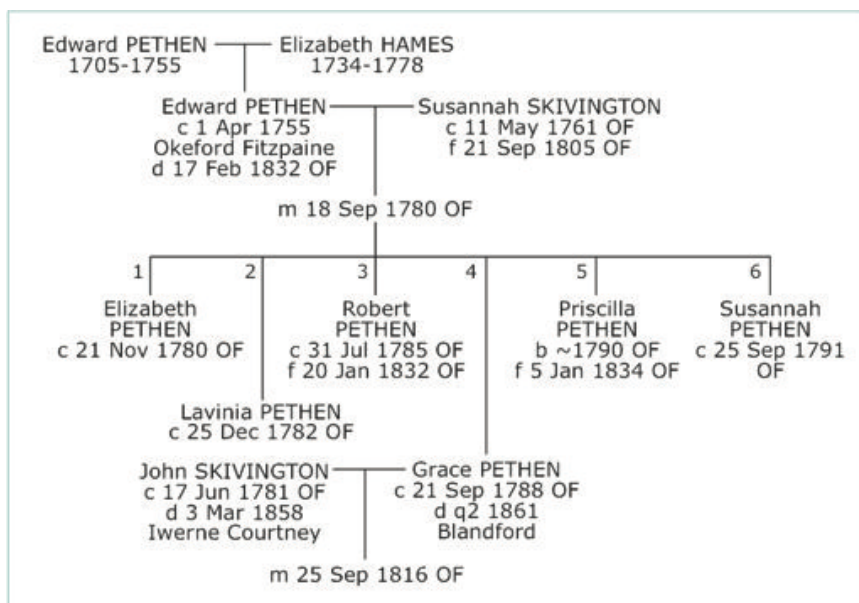 Edward PETHEN Elizabeth HAMES
1705-1755 1734-1778
Edward PETHEN Susannah SKIVINGTON
c 1 Apr 1755 c 11 May 1761 OF
Okeford Fitzpaine f 21 Sep 1805 OF
d 17 Feb 1832 OF
m 18 Sep 1780 OF
1 2 3 4 5 6
Elizabeth Robert Priscilla Susannah
PETHEN PETHEN PETHEN PETHEN
c 21 Nov 1780 OF c 31 Jul 1785 OF b ~1790 OF c 25 Sep 1791
f 20 Jan 1832 OF f 5 Jan 1834 OF OF
Lavinia PETHEN
c 25 Dec 1782 OF
John SKIVINGTON Grace PETHEN
c 17 Jun 1781 OF c 21 Sep 1788 OF
d 3 Mar 1858 d q2 1861
Iwerne Courtney Blandford
m 25 Sep 1816 OF